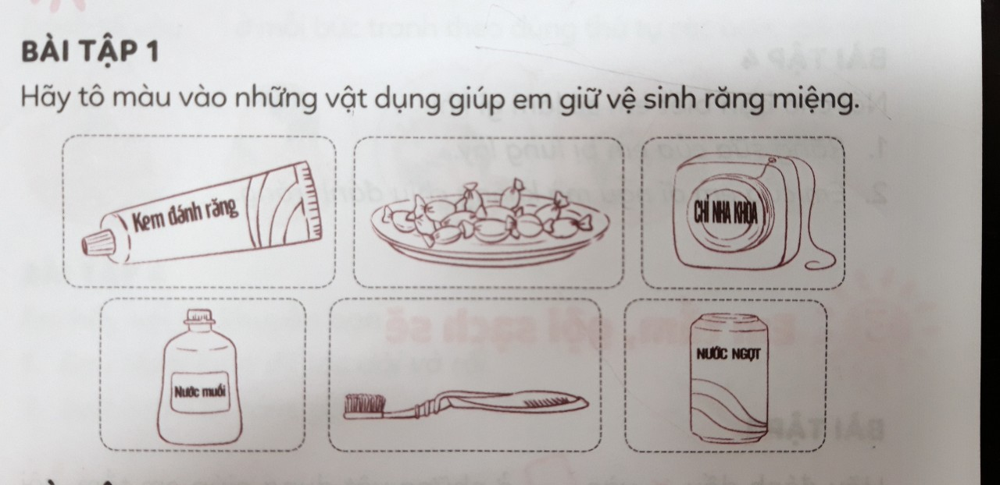 BÀI TẬP 1
Hãy tô màu vào những vật dụng giúp em giữ vệ sinh răng miệng.
Kem đánh răng
CHỈ NHA KHOA
Nước muối
NƯỚC NGỌT